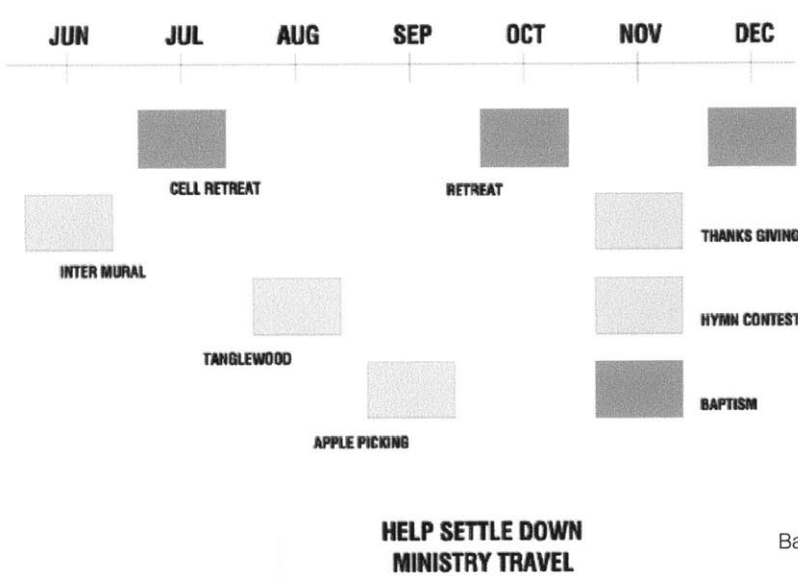 JUN JUL AUG SEP OCT NOV DEC
CELL RETREAT RETREAT
THANKS GIVING
INTER MURAL
HYMN CONTEST
TANGLEWOOD
BAPTISM
APPLE PICKING
HELP SETTLE DOWN
MINISTRY TRAVEL